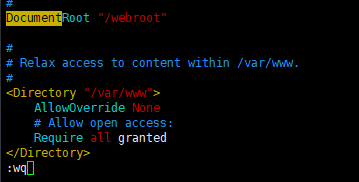 #
DocumentRoot "/webroot"
#
# Relax access to content within /var/www.
#
<Directory "/var/www">
    AllowOverride None
    # Allow open access:
    Require all granted
</Directory>
:wq